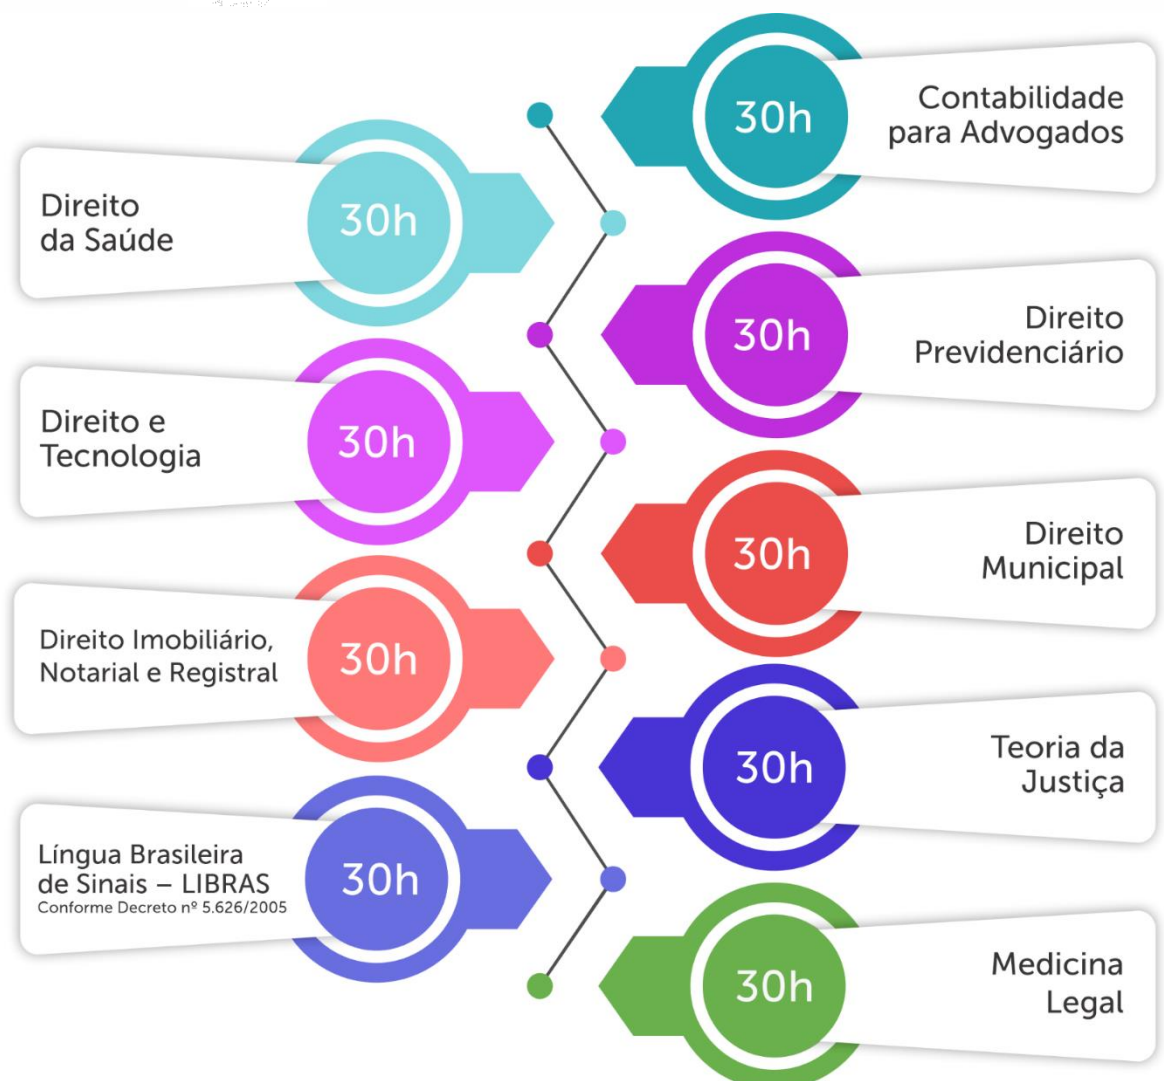 30h
Contabilidade
para Advogados
Direito
da Saúde
30h
30h
Direito
Previdenciário
Direito e
Tecnologia
30h
30h
Direito
Municipal
Direito Imobiliário,
Notarial e Registral
30h
30h
Teoria da
Justiça
Língua Brasileira
de Sinais – LIBRAS
Conforme Decreto nº 5.626/2005
30h
30h
Medicina
Legal